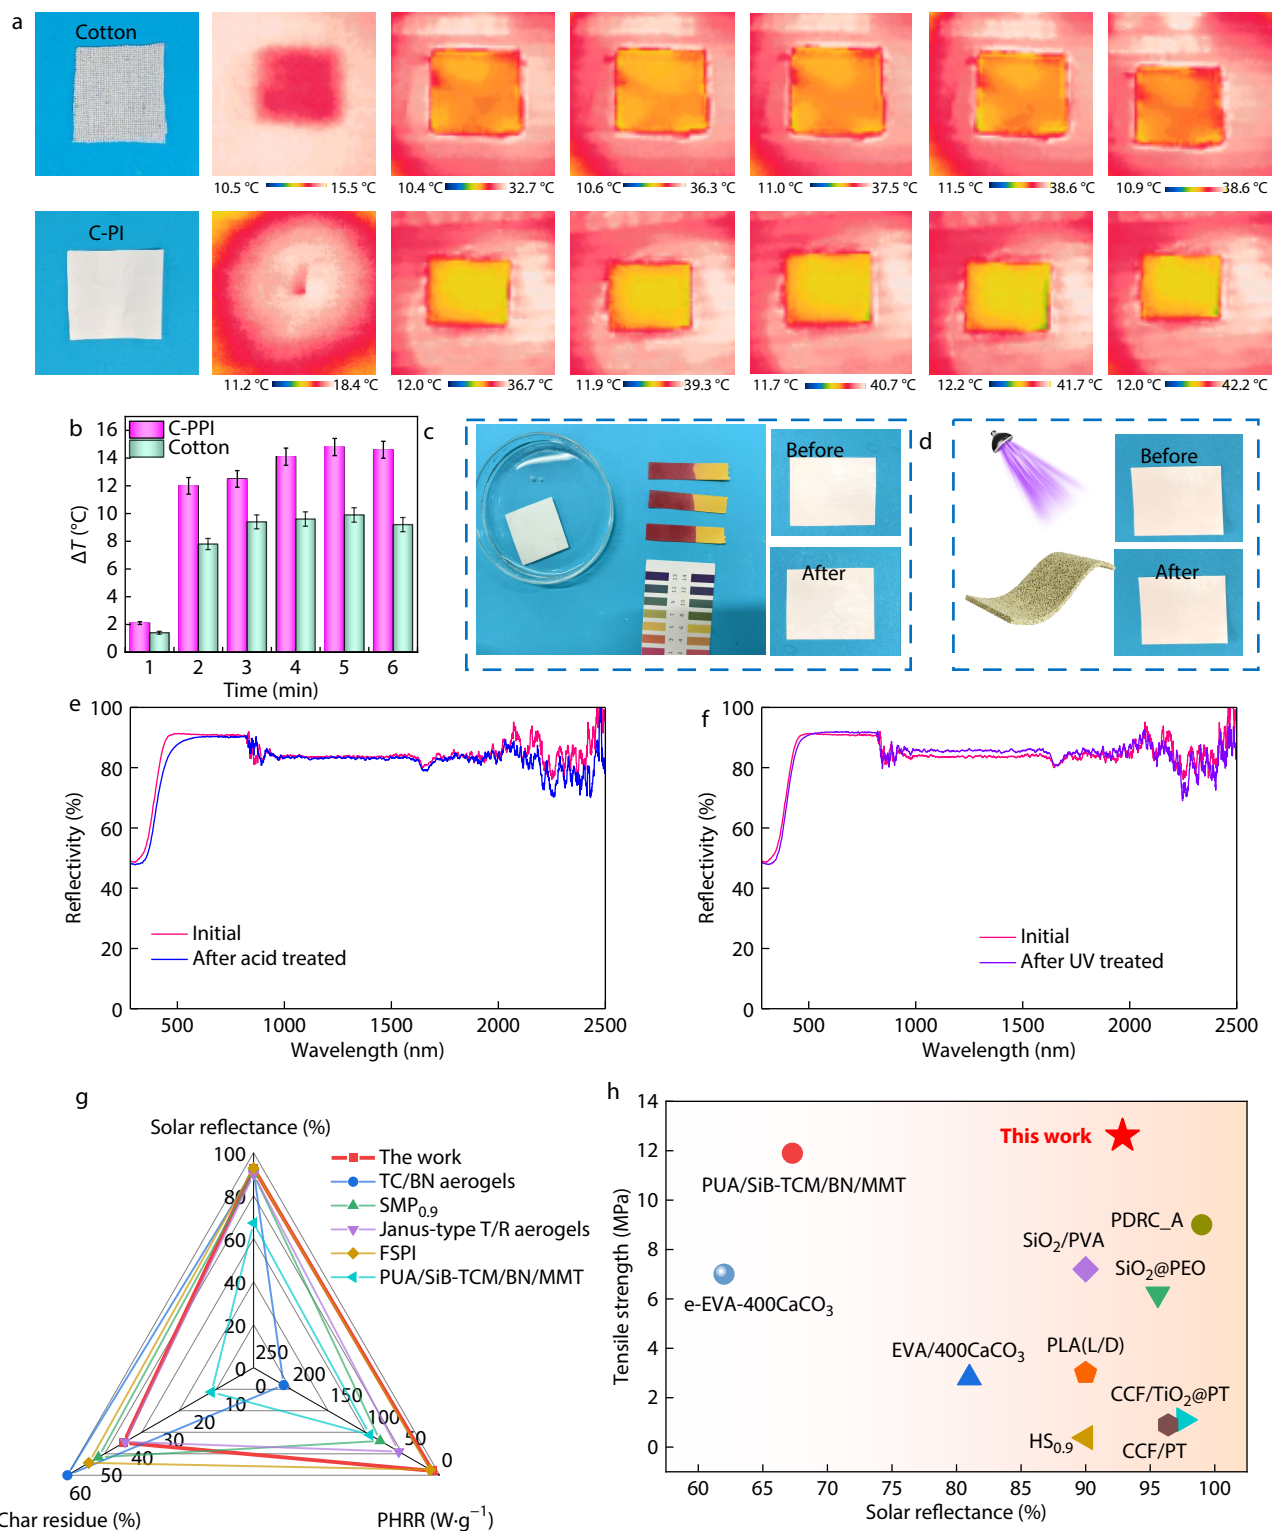 a
Cotton
10.5 °C 15.5 °C
10.4 °C 32.7 °C
10.6 °C 36.3 °C
11.0 °C 37.5 °C
11.5 °C 38.6 °C
10.9 °C 38.6 °C
C-PI
11.2 °C 18.4 °C
12.0 °C 36.7 °C
11.9 °C 39.3 °C
11.7 °C 40.7 °C
12.2 °C 41.7 °C
12.0 °C 42.2 °C
b
16
14
12
10
8
6
4
2
0
ΔT (°C)
C-PPI
Cotton
1 2 3 4 5 6
Time (min)
c
Before
After
d
Before
After
e
100
80
60
40
20
0
Reflectivity (%)
Initial
After acid treated
500 1000 1500 2000 2500
Wavelength (nm)
f
100
80
60
40
20
0
Reflectivity (%)
Initial
After UV treated
500 1000 1500 2000 2500
Wavelength (nm)
g
Solar reflectance (%)
100
80
60
40
20
0
The work
TC/BN aerogels
SMP0.9
Janus-type T/R aerogels
FSPI
PUA/SiB-TCM/BN/MMT
250
200
150
100
50
0
0
10
20
30
40
50
60
Char residue (%)
PHRR (W·g−1)
h
14
12
10
8
6
4
2
0
Tensile strength (MPa)
This work
PUA/SiB-TCM/BN/MMT
PDRC_A
SiO2/PVA
SiO2@PEO
e-EVA-400CaCO3
EVA/400CaCO3
PLA(L/D)
CCF/TiO2@PT
HS0.9
CCF/PT
60 65 70 75 80 85 90 95 100
Solar reflectance (%)